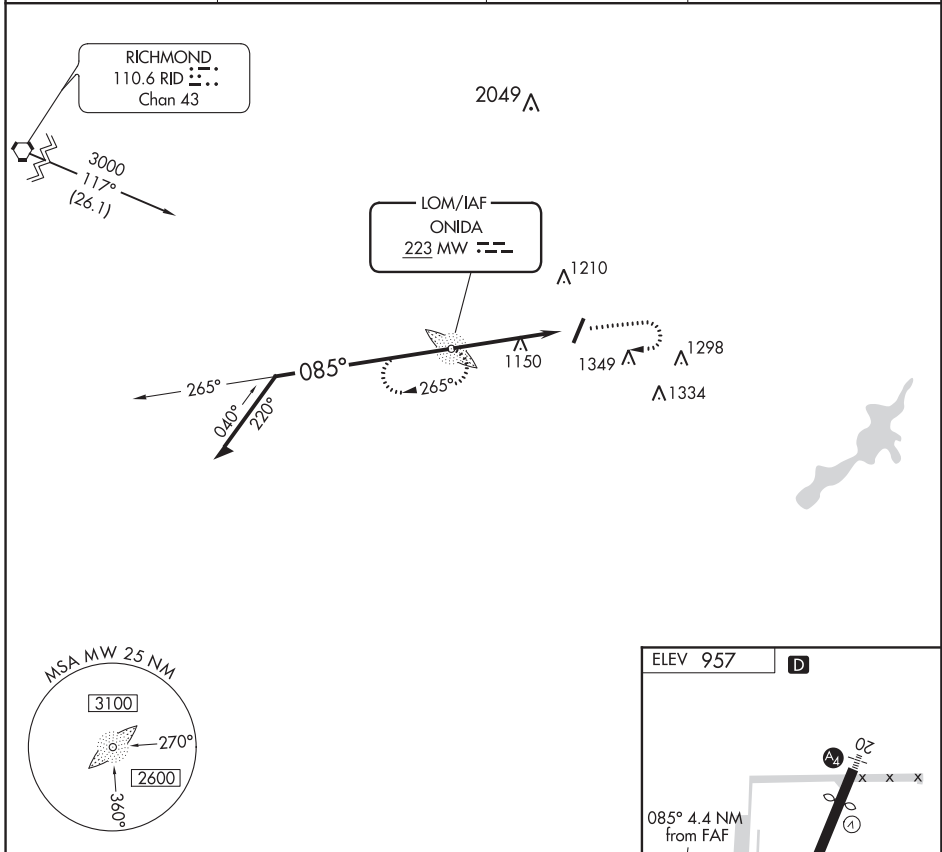 RICHMOND
110.6 RID
Chan 43
3000
117°
(26.1)
2049
LOM/IAF
ONIDA
223 MW
1210
1150
1349
1298
1334
085°
265°
265°
040°
220°
MSA MW 25 NM
3100
270°
2600
360°
ELEV 957 D
20
A4
085° 4.4 NM
from FAF
X X X